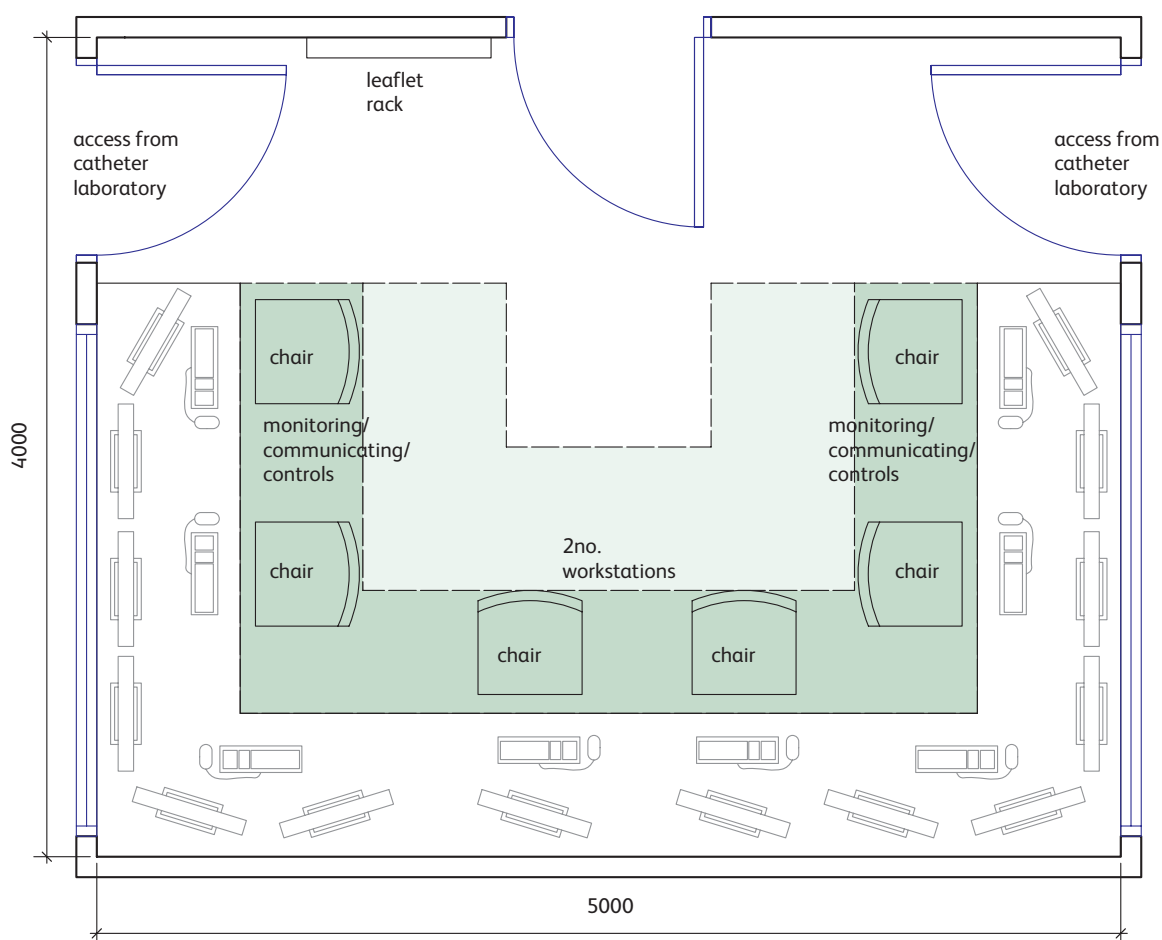 leaflet
rack
access from
catheter
laboratory
access from
catheter
laboratory
chair
chair
monitoring/
communicating/
controls
monitoring/
communicating/
controls
4000
2no.
workstations
chair
chair
chair
chair
5000